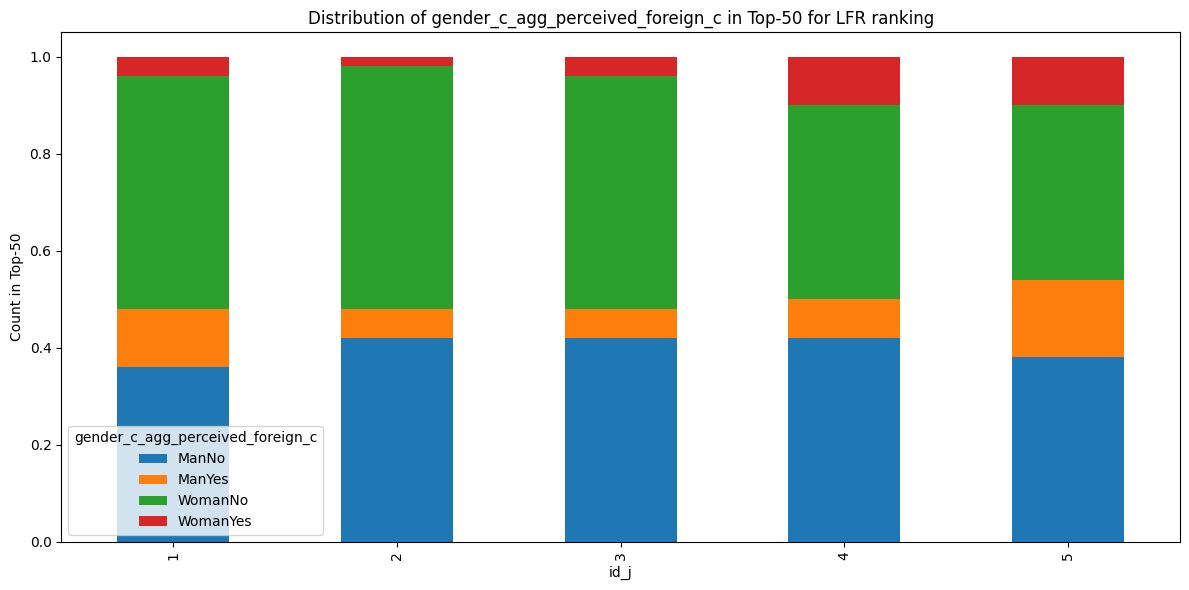 Distribution of gender_c_agg_perceived_foreign_c in Top-50 for LFR ranking
Count in Top-50
1.0
0.8
0.6
0.4
0.2
0.0
gender_c_agg_perceived_foreign_c
ManNo
ManYes
WomanNo
WomanYes
1
2
3
4
5
id_j